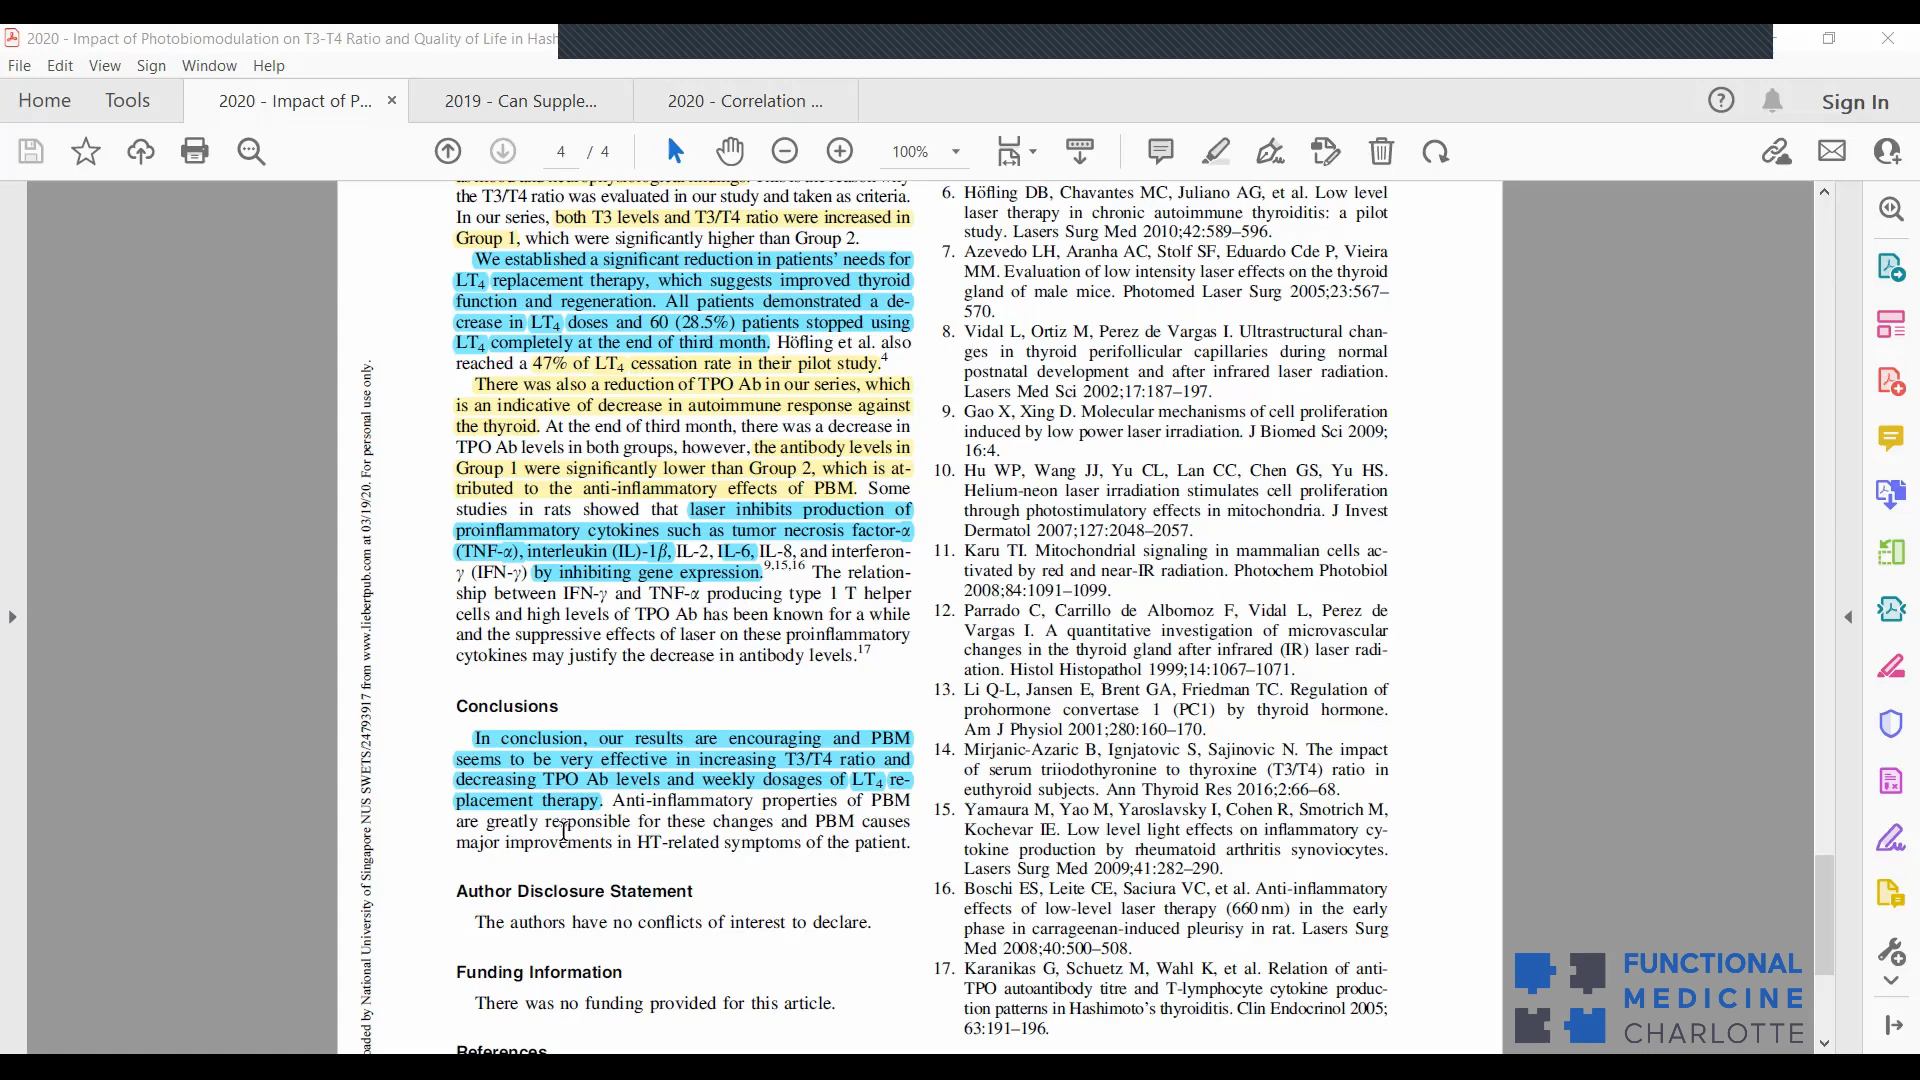 2020 - Impact of Photobiomodulation on T3-T4 Ratio and Quality of Life in Hash
File Edit View Sign Window Help
Home Tools 2020 - Impact of P... × 2019 - Can Supple... 2020 - Correlation ... Sign In
4 / 4 100%
the T3/T4 ratio was evaluated in our study and taken as criteria.
In our series, both T3 levels and T3/T4 ratio were increased in
Group 1, which were significantly higher than Group 2.
We established a significant reduction in patients' needs for
LT4 replacement therapy, which suggests improved thyroid
function and regeneration. All patients demonstrated a de-
crease in LT4 doses and 60 (28.5%) patients stopped using
LT4 completely at the end of third month. Höfling et al. also
reached a 47% of LT4 cessation rate in their pilot study.4
There was also a reduction of TPO Ab in our series, which
is an indicative of decrease in autoimmune response against
the thyroid. At the end of third month, there was a decrease in
TPO Ab levels in both groups, however, the antibody levels in
Group 1 were significantly lower than Group 2, which is at-
tributed to the anti-inflammatory effects of PBM. Some
studies in rats showed that laser inhibits production of
proinflammatory cytokines such as tumor necrosis factor-α
(TNF-α), interleukin (IL)-1β, IL-2, IL-6, IL-8, and interferon-
γ (IFN-γ) by inhibiting gene expression.9,15,16 The relation-
ship between IFN-γ and TNF-α producing type 1 T helper
cells and high levels of TPO Ab has been known for a while
and the suppressive effects of laser on these proinflammatory
cytokines may justify the decrease in antibody levels.17
Conclusions
In conclusion, our results are encouraging and PBM
seems to be very effective in increasing T3/T4 ratio and
decreasing TPO Ab levels and weekly dosages of LT4 re-
placement therapy. Anti-inflammatory properties of PBM
are greatly responsible for these changes and PBM causes
major improvements in HT-related symptoms of the patient.
Author Disclosure Statement
The authors have no conflicts of interest to declare.
Funding Information
There was no funding provided for this article.
References
6. Höfling DB, Chavantes MC, Juliano AG, et al. Low level
laser therapy in chronic autoimmune thyroiditis: a pilot
study. Lasers Surg Med 2010;42:589–596.
7. Azevedo LH, Aranha AC, Stolf SF, Eduardo Cde P, Vieira
MM. Evaluation of low intensity laser effects on the thyroid
gland of male mice. Photomed Laser Surg 2005;23:567–
570.
8. Vidal L, Ortiz M, Perez de Vargas I. Ultrastructural chan-
ges in thyroid perifollicular capillaries during normal
postnatal development and after infrared laser radiation.
Lasers Med Sci 2002;17:187–197.
9. Gao X, Xing D. Molecular mechanisms of cell proliferation
induced by low power laser irradiation. J Biomed Sci 2009;
16:4.
10. Hu WP, Wang JJ, Yu CL, Lan CC, Chen GS, Yu HS.
Helium-neon laser irradiation stimulates cell proliferation
through photostimulatory effects in mitochondria. J Invest
Dermatol 2007;127:2048–2057.
11. Karu TI. Mitochondrial signaling in mammalian cells ac-
tivated by red and near-IR radiation. Photochem Photobiol
2008;84:1091–1099.
12. Parrado C, Carrillo de Albornoz F, Vidal L, Perez de
Vargas I. A quantitative investigation of microvascular
changes in the thyroid gland after infrared (IR) laser radi-
ation. Histol Histopathol 1999;14:1067–1071.
13. Li Q-L, Jansen E, Brent GA, Friedman TC. Regulation of
prohormone convertase 1 (PC1) by thyroid hormone.
Am J Physiol 2001;280:160–170.
14. Mirjanic-Azaric B, Ignjatovic S, Sajinovic N. The impact
of serum triiodothyronine to thyroxine (T3/T4) ratio in
euthyroid subjects. Ann Thyroid Res 2016;2:66–68.
15. Yamaura M, Yao M, Yaroslavsky I, Cohen R, Smotrich M,
Kochevar IE. Low level light effects on inflammatory cy-
tokine production by rheumatoid arthritis synoviocytes.
Lasers Surg Med 2009;41:282–290.
16. Boschi ES, Leite CE, Saciura VC, et al. Anti-inflammatory
effects of low-level laser therapy (660 nm) in the early
phase in carrageenan-induced pleurisy in rat. Lasers Surg
Med 2008;40:500–508.
17. Karanikas G, Schuetz M, Wahl K, et al. Relation of anti-
TPO autoantibody titre and T-lymphocyte cytokine produc-
tion patterns in Hashimoto's thyroiditis. Clin Endocrinol 2005;
63:191–196.
oaded by National University of Singapore NUS SWETS/24793917 from www.liebertpub.com at 03/19/20. For personal use only.
FUNCTIONAL
MEDICINE
CHARLOTTE